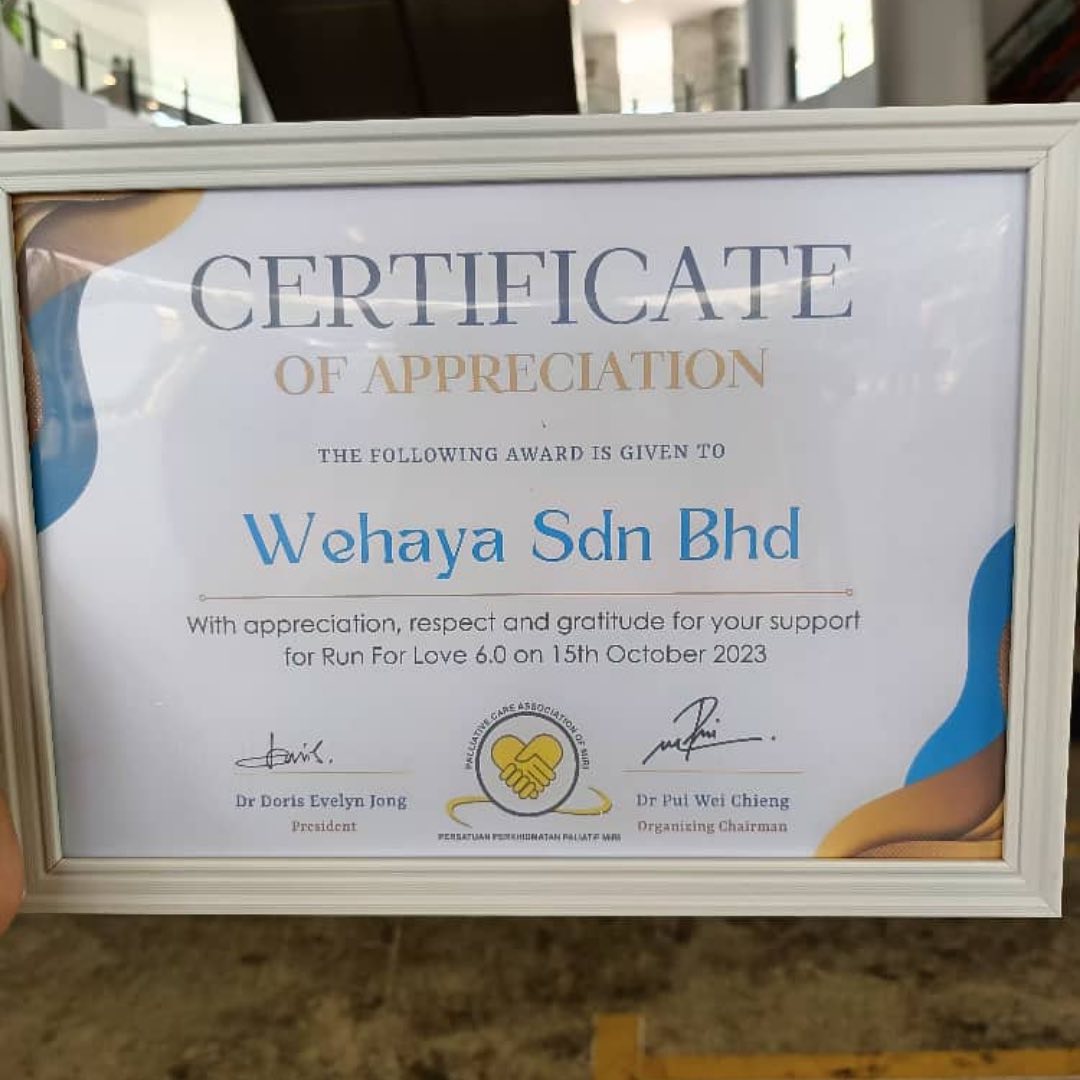 CERTIFICATE
OF APPRECIATION
THE FOLLOWING AWARD IS GIVEN TO
Wehaya Sdn Bhd
With appreciation, respect and gratitude for your support
for Run For Love 6.0 on 15th October 2023
PALLIATIVE CARE ASSOCIATION OF MIRI
PERSATUAN PERKHIDMATAN PALIATIF MIRI
Dr Doris Evelyn Jong
President
Dr Pui Wei Chieng
Organizing Chairman